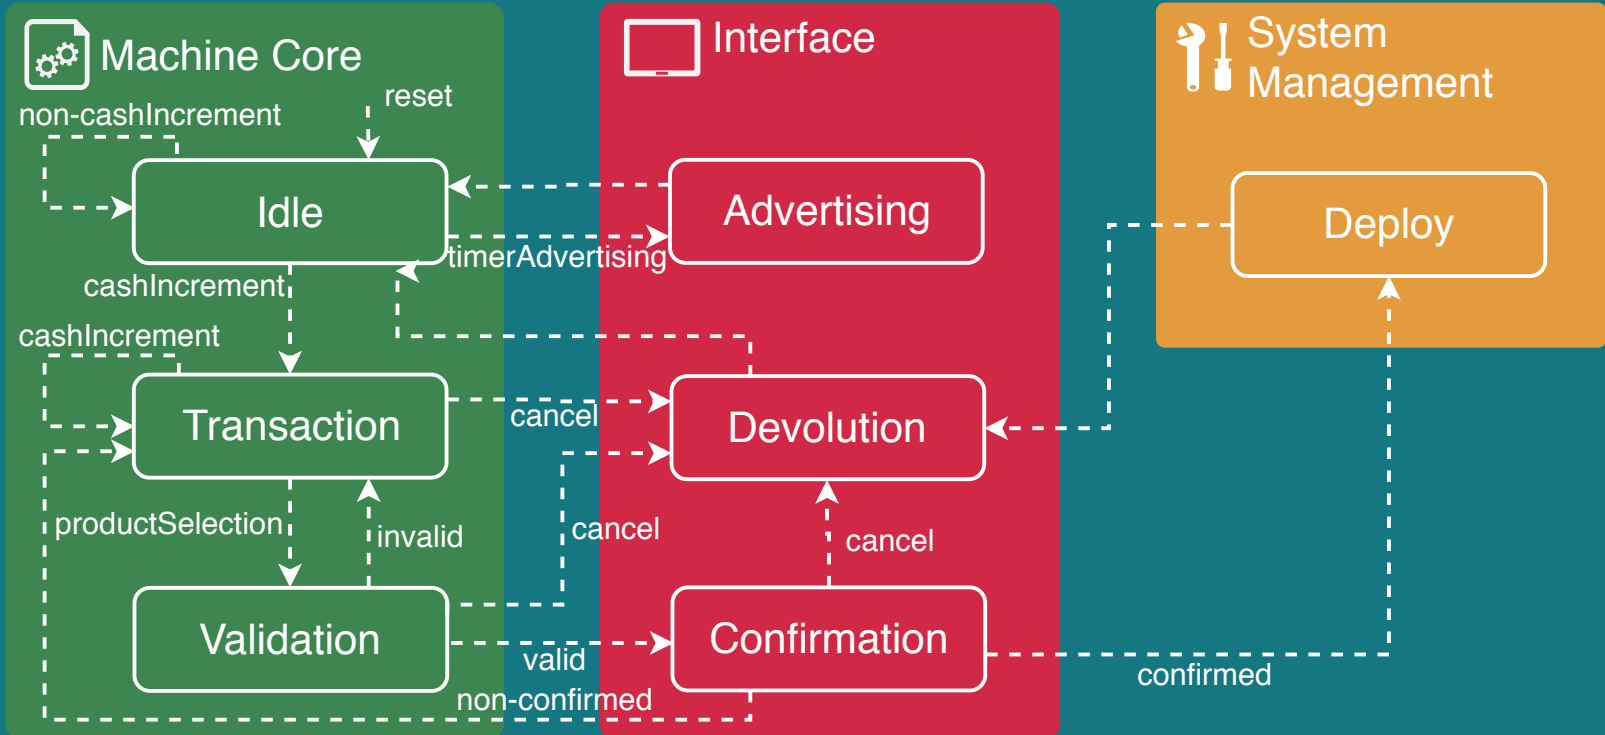 Machine Core
Interface
System
Management
reset
non-cashIncrement
Idle
Advertising
Deploy
timerAdvertising
cashIncrement
cashIncrement
Transaction
cancel
Devolution
productSelection
invalid
cancel
cancel
Validation
Confirmation
valid
confirmed
non-confirmed